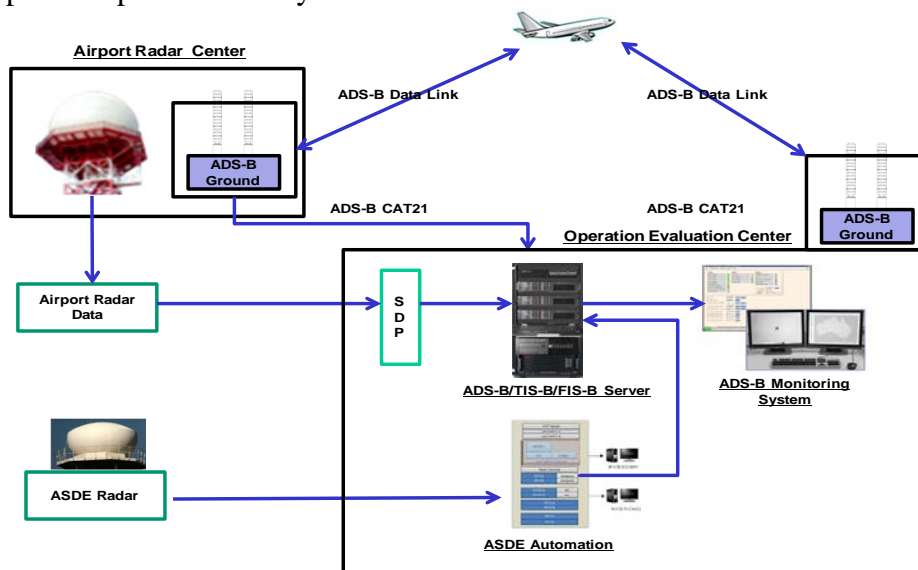 Airport Radar Center
ADS-B Data Link
ADS-B Data Link
ADS-B
Ground
ADS-B CAT21
ADS-B CAT21
ADS-B
Ground
Operation Evaluation Center
Airport Radar
Data
S
D
P
ADS-B/TIS-B/FIS-B Server
ADS-B Monitoring
System
ASDE Radar
ASDE Automation